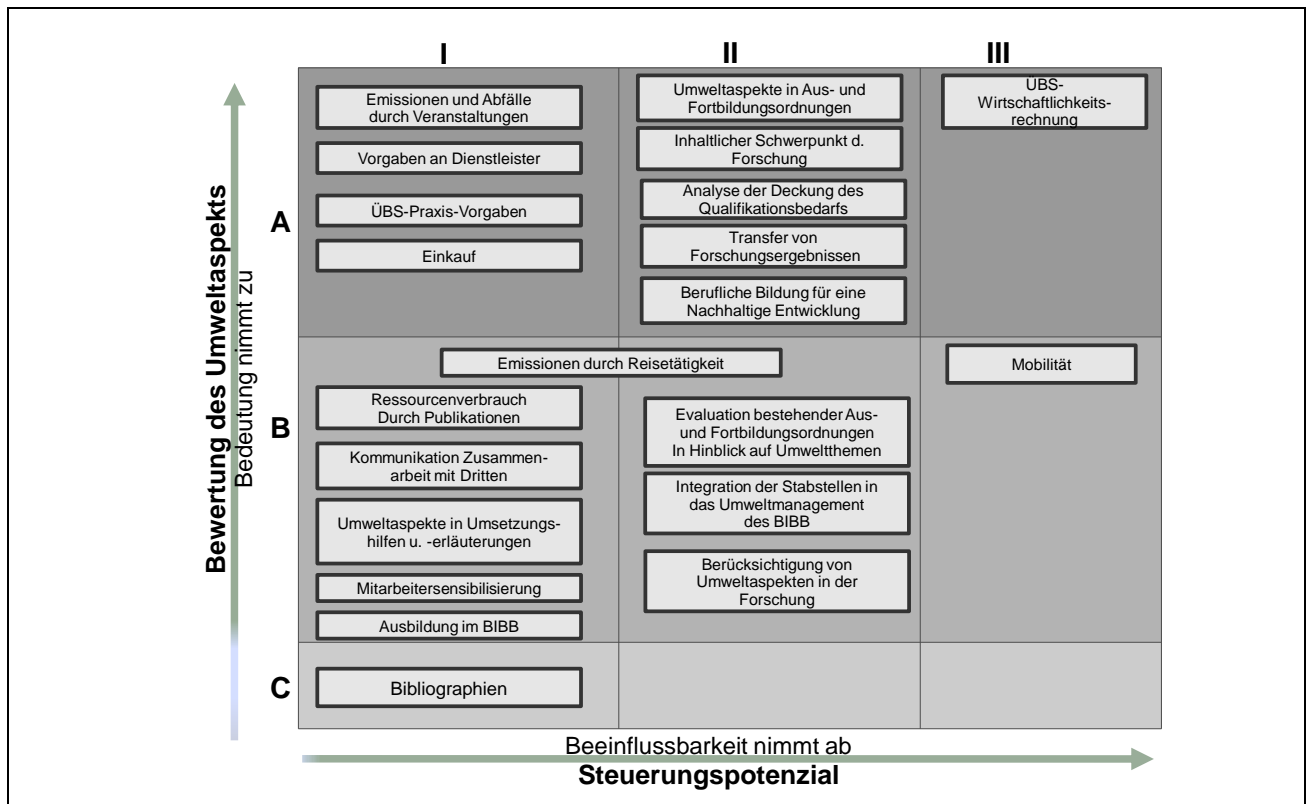 I
II
III
Bewertung des Umweltaspekts
Bedeutung nimmt zu
A
Emissionen und Abfälle
durch Veranstaltungen
Vorgaben an Dienstleister
ÜBS-Praxis-Vorgaben
Einkauf
Umweltaspekte in Aus- und
Fortbildungsordnungen
Inhaltlicher Schwerpunkt d.
Forschung
Analyse der Deckung des
Qualifikationsbedarfs
Transfer von
Forschungsergebnissen
Berufliche Bildung für eine
Nachhaltige Entwicklung
ÜBS-
Wirtschaftlichkeits-
rechnung
B
Emissionen durch Reisetätigkeit
Ressourcenverbrauch
Durch Publikationen
Kommunikation Zusammen-
arbeit mit Dritten
Umweltaspekte in Umsetzungs-
hilfen u. -erläuterungen
Mitarbeitersensibilisierung
Ausbildung im BIBB
Evaluation bestehender Aus-
und Fortbildungsordnungen
In Hinblick auf Umweltthemen
Integration der Stabstellen in
das Umweltmanagement
des BIBB
Berücksichtigung von
Umweltaspekten in der
Forschung
Mobilität
C
Bibliographien
Beeinflussbarkeit nimmt ab
Steuerungspotenzial